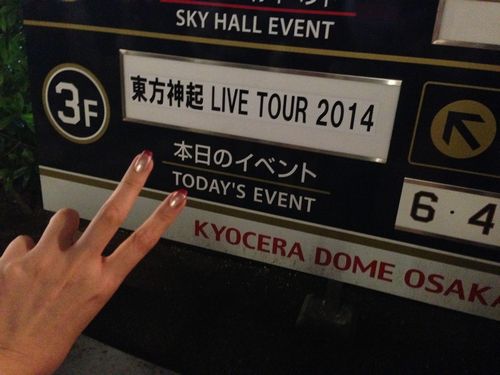 SKY HALL EVENT
3F
東方神起 LIVE TOUR 2014
本日のイベント
TODAY'S EVENT
6・4
KYOCERA DOME OSAKA